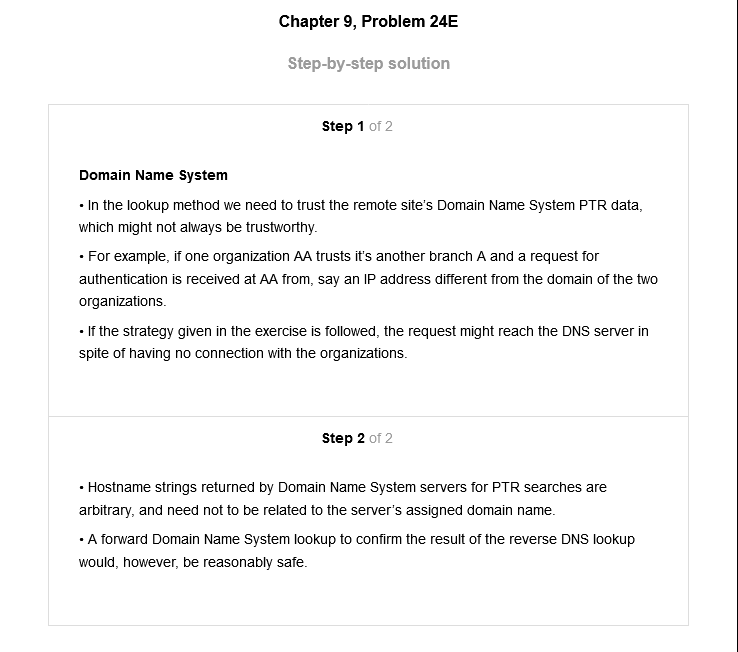 Chapter 9, Problem 24E
Step-by-step solution
Step 1 of 2
Domain Name System
• In the lookup method we need to trust the remote site's Domain Name System PTR data,
which might not always be trustworthy.
• For example, if one organization AA trusts it's another branch A and a request for
authentication is received at AA from, say an IP address different from the domain of the two
organizations.
• If the strategy given in the exercise is followed, the request might reach the DNS server in
spite of having no connection with the organizations.
Step 2 of 2
• Hostname strings returned by Domain Name System servers for PTR searches are
arbitrary, and need not to be related to the server's assigned domain name.
• A forward Domain Name System lookup to confirm the result of the reverse DNS lookup
would, however, be reasonably safe.